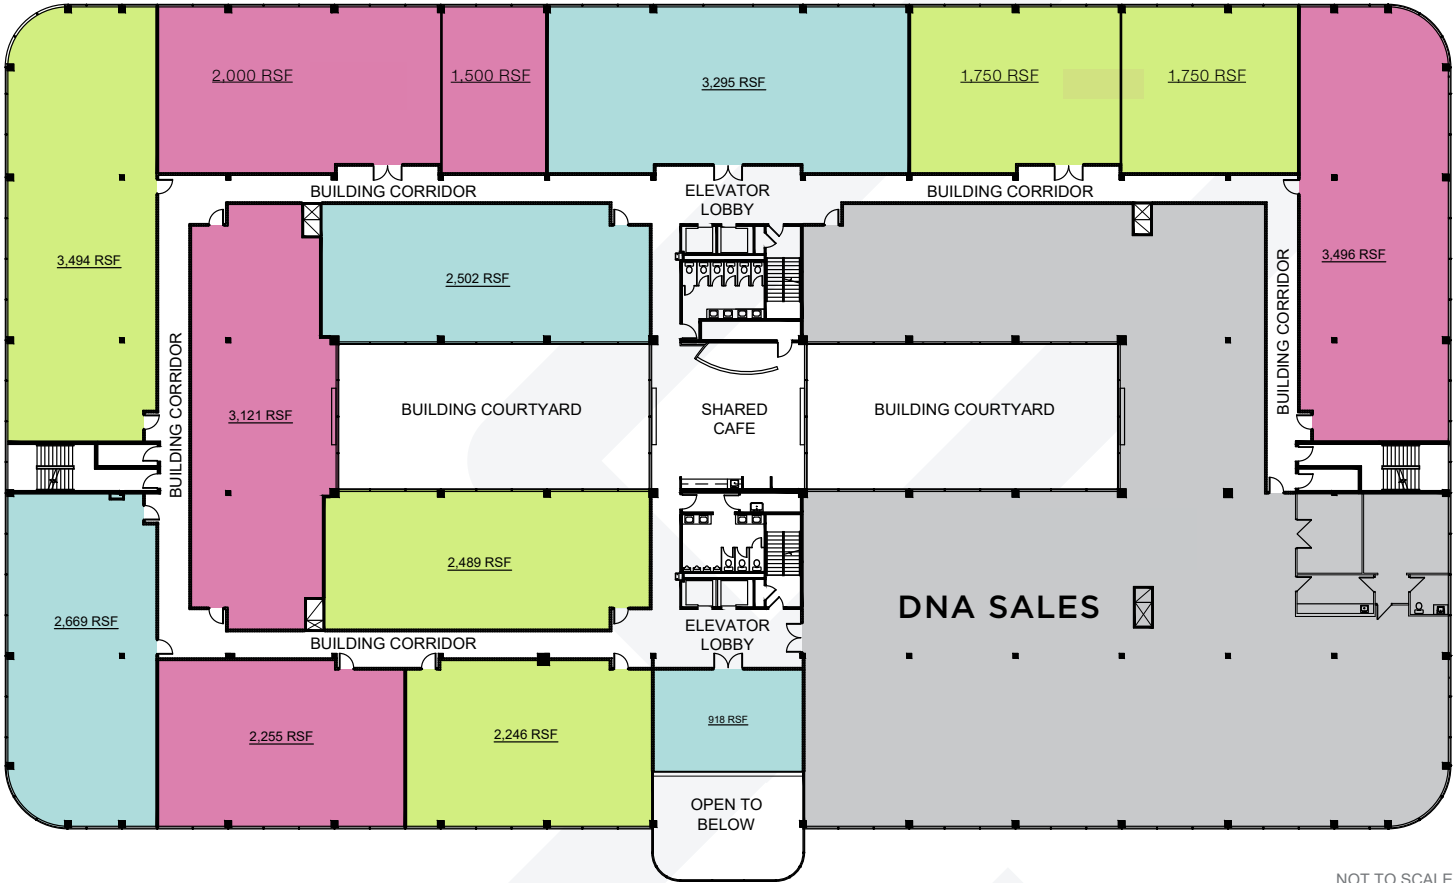 2,000 RSF
1,500 RSF
3,295 RSF
1,750 RSF
1,750 RSF
BUILDING CORRIDOR
ELEVATOR
LOBBY
BUILDING CORRIDOR
3,494 RSF
2,502 RSF
3,496 RSF
BUILDING CORRIDOR
BUILDING CORRIDOR
3,121 RSF
BUILDING COURTYARD
SHARED
CAFE
BUILDING COURTYARD
2,489 RSF
2,669 RSF
DNA SALES
BUILDING CORRIDOR
ELEVATOR
LOBBY
2,255 RSF
2,246 RSF
918 RSF
OPEN TO
BELOW
NOT TO SCALE